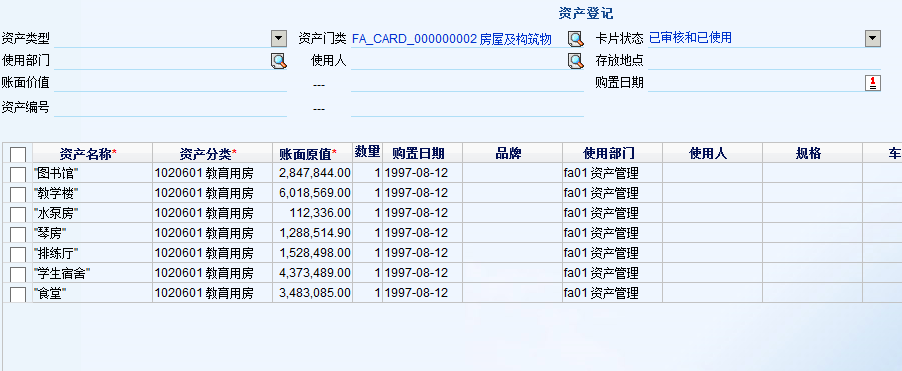 资产登记
资产类型 资产门类 FA_CARD_000000002 房屋及构筑物 卡片状态 已审核和已使用
使用部门 使用人 存放地点
账面价值 --- 购置日期 1
资产编号 ---
资产名称* 资产分类* 账面原值* 数量 购置日期 品牌 使用部门 使用人 规格 车
"图书馆" 1020601 教育用房 2,847,844.00 1 1997-08-12 fa01 资产管理
"教学楼" 1020601 教育用房 6,018,569.00 1 1997-08-12 fa01 资产管理
"水泵房" 1020601 教育用房 112,336.00 1 1997-08-12 fa01 资产管理
"琴房" 1020601 教育用房 1,288,514.90 1 1997-08-12 fa01 资产管理
"排练厅" 1020601 教育用房 1,528,498.00 1 1997-08-12 fa01 资产管理
"学生宿舍" 1020601 教育用房 4,373,489.00 1 1997-08-12 fa01 资产管理
"食堂" 1020601 教育用房 3,483,085.00 1 1997-08-12 fa01 资产管理